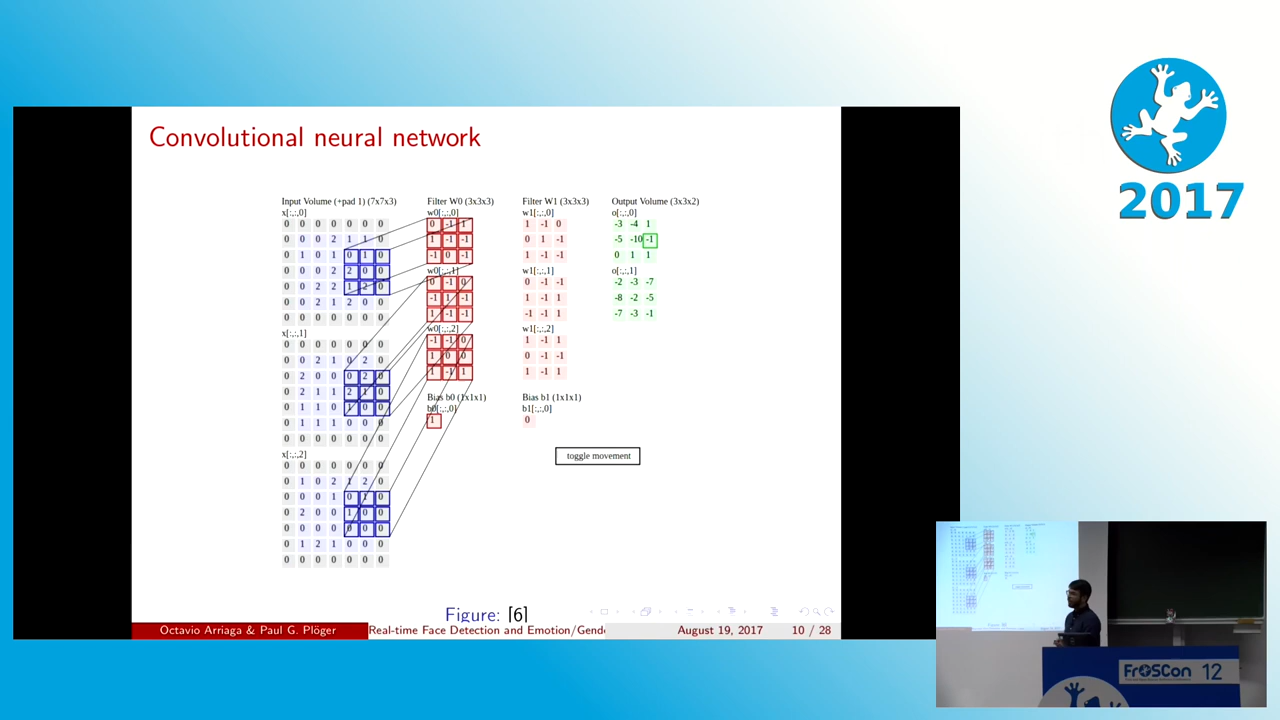 Convolutional neural network
Input Volume (+pad 1) (7x7x3)
x[:,:,0]
0 0 0 0 0 0 0
0 0 0 2 1 1 0
0 1 0 1 0 1 0
0 0 0 2 2 0 0
0 0 2 2 1 2 0
0 0 2 1 2 0 0
0 0 0 0 0 0 0
x[:,:,1]
0 0 0 0 0 0 0
0 0 2 1 0 2 0
0 2 0 0 0 2 0
0 2 1 1 2 1 0
0 1 1 0 1 0 0
0 1 1 1 0 0 0
0 0 0 0 0 0 0
x[:,:,2]
0 0 0 0 0 0 0
0 1 0 2 1 2 0
0 0 0 1 0 1 0
0 2 0 0 1 0 0
0 0 0 0 0 0 0
0 1 2 1 0 0 0
0 0 0 0 0 0 0
Filter W0 (3x3x3)
w0[:,:,0]
0 -1 1
1 -1 -1
-1 0 -1
w0[:,:,1]
0 -1 0
-1 1 -1
1 -1 -1
w0[:,:,2]
-1 -1 0
1 0 0
1 -1 1
Bias b0 (1x1x1)
b0[:,:,0]
1
Filter W1 (3x3x3)
w1[:,:,0]
1 -1 0
0 1 -1
1 -1 -1
w1[:,:,1]
0 -1 -1
1 -1 1
-1 -1 1
w1[:,:,2]
1 -1 1
0 -1 -1
1 -1 1
Bias b1 (1x1x1)
b1[:,:,0]
0
Output Volume (3x3x2)
o[:,:,0]
-3 -4 1
-5 -10 -1
0 1 1
o[:,:,1]
-2 -3 -7
-8 -2 -5
-7 -3 -1
toggle movement
Figure: [6]
Octavio Arriaga & Paul G. Plöger
Real-time Face Detection and Emotion/Gend
August 19, 2017
10 / 28
2017
FrOSCon 12